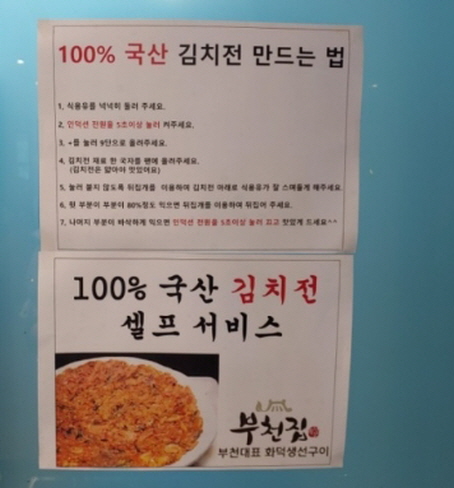 100% 국산 김치전 만드는 법
1. 식용유를 넉넉히 둘러 주세요.
2. 인덕션 전원을 5초이상 눌러 켜주세요.
3. +를 눌러 9단으로 올려주세요.
4. 김치전 재료 한 국자를 팬에 올려주세요.
(김치전은 얇아야 맛있어요)
5. 눌러 붙지 않도록 뒤집개를 이용하여 김치전 아래로 식용유가 잘 스며들게 해주세요.
6. 윗 부분이 부분이 80%정도 익으면 뒤집개를 이용하여 뒤집어 주세요.
7. 나머지 부분이 바삭하게 익으면 인덕션 전원을 5초이상 눌러 끄고 맛있게 드세요^^
100% 국산 김치전
셀프 서비스
부천집
부천대표 화덕생선구이